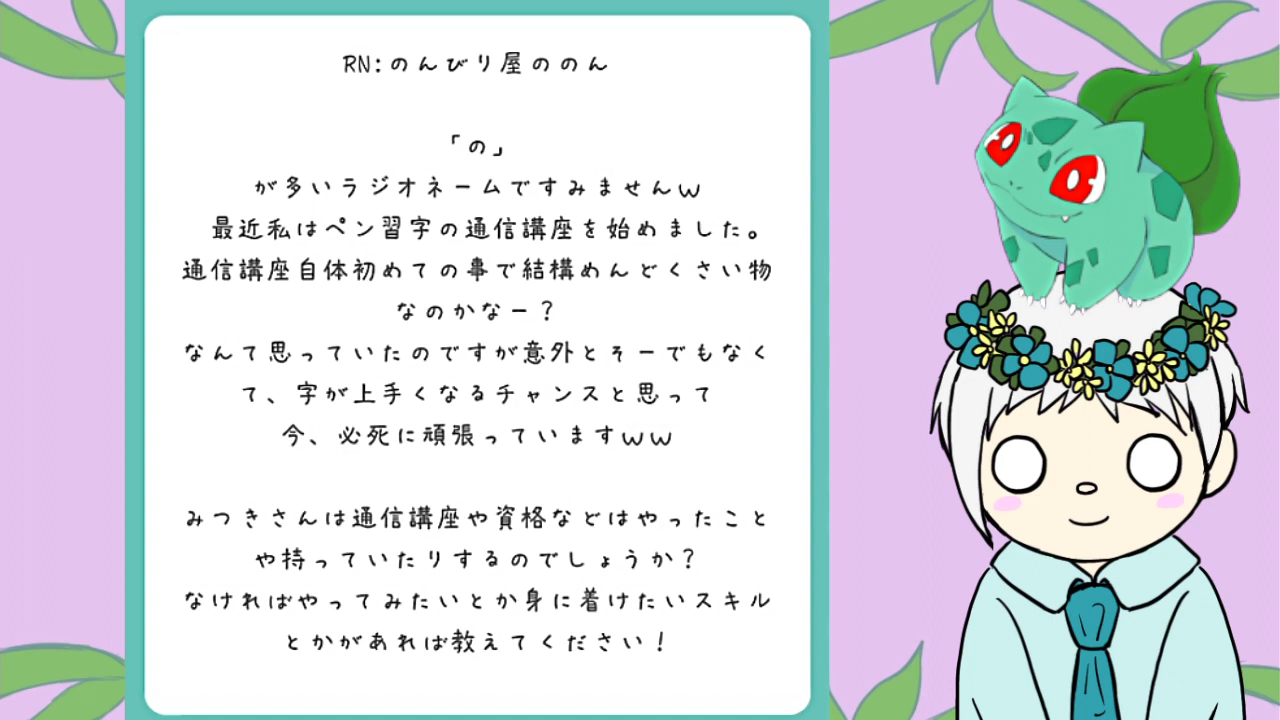 RN:のんびり屋ののん
「の」
が多いラジオネームですみませんw
最近私はペン習字の通信講座を始めました。
通信講座自体初めての事で結構めんどくさい物
なのかなー？
なんて思っていたのですが意外とそーでもなく
て、字が上手くなるチャンスと思って
今、必死に頑張っていますww
みつきさんは通信講座や資格などはやったこと
や持っていたりするのでしょうか？
なければやってみたいとか身に着けたいスキル
とかがあれば教えてください！